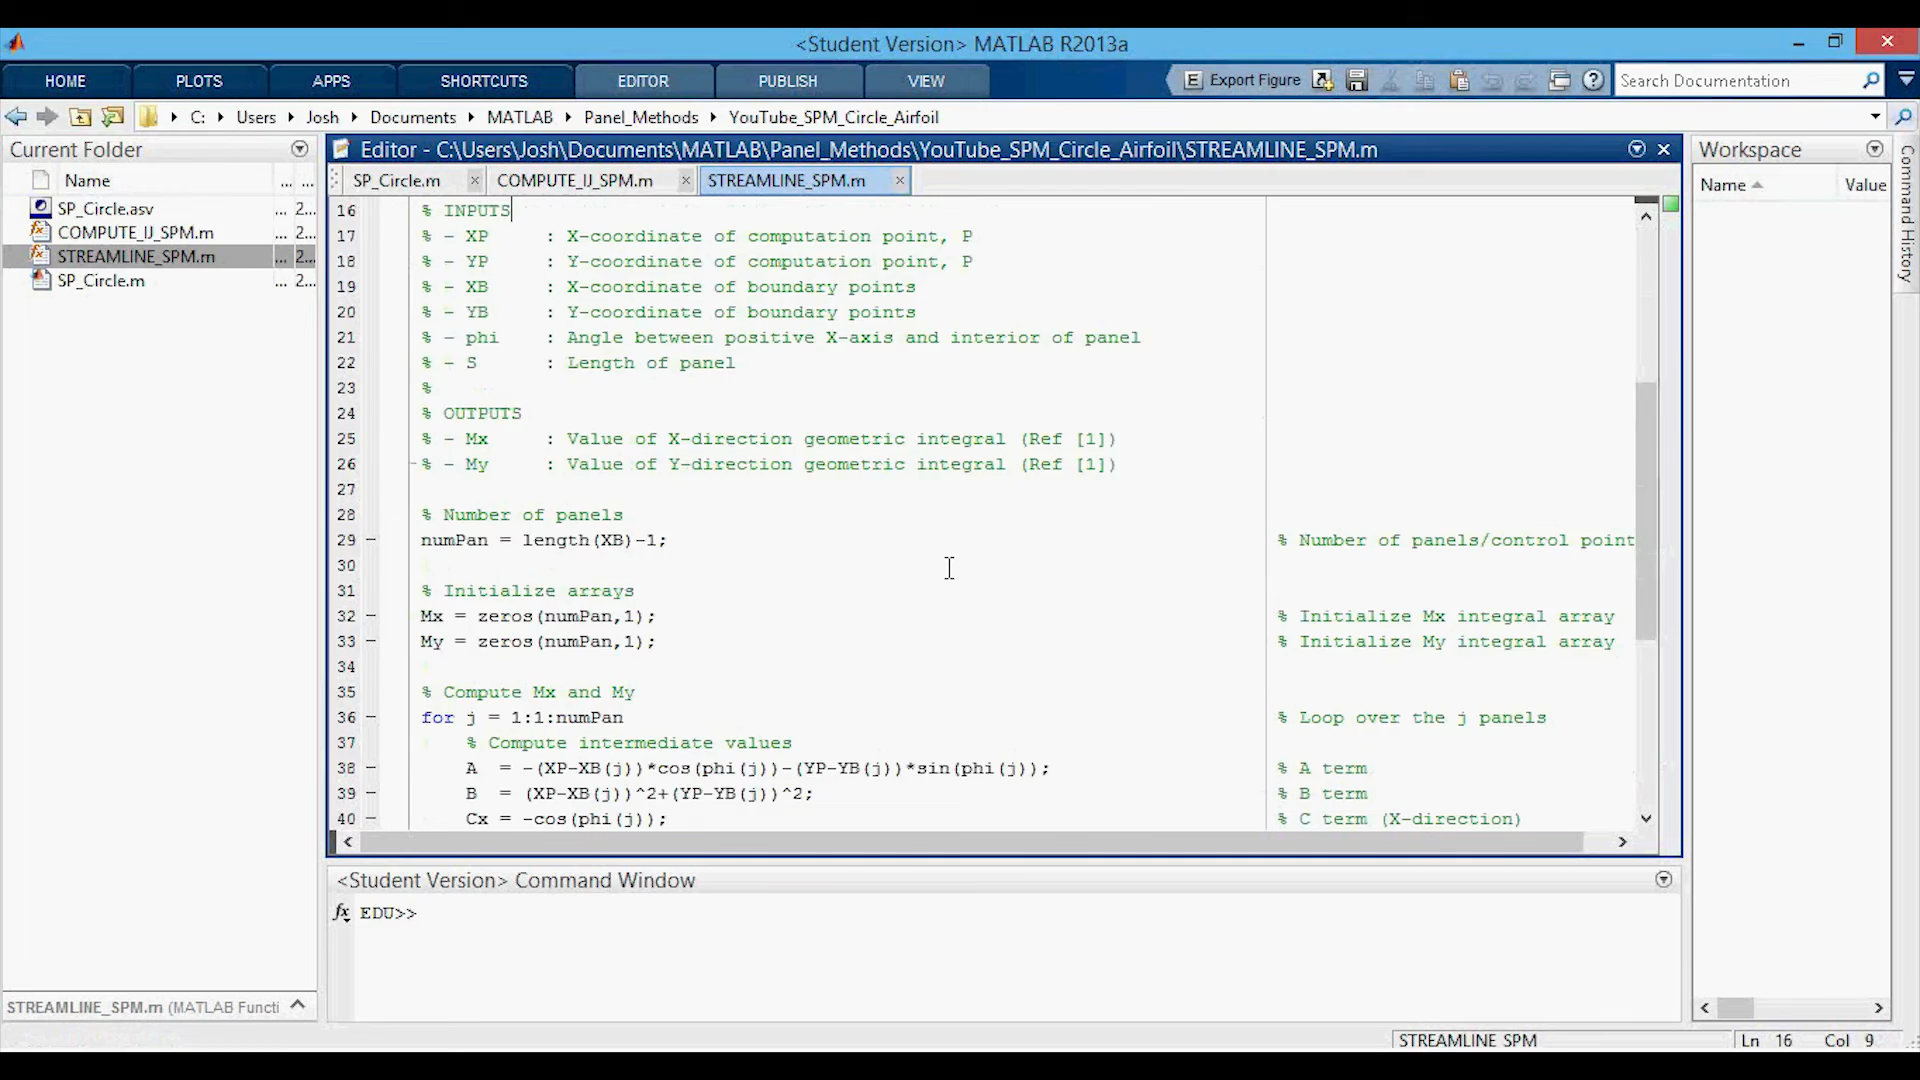 <Student Version> MATLAB R2013a
HOME PLOTS APPS SHORTCUTS EDITOR PUBLISH VIEW E Export Figure Search Documentation
C: Users Josh Documents MATLAB Panel_Methods YouTube_SPM_Circle_Airfoil
Current Folder
Name ... ...
SP_Circle.asv ... 2...
COMPUTE_IJ_SPM.m ... 2...
STREAMLINE_SPM.m ... 2...
SP_Circle.m ... 2...
STREAMLINE_SPM.m (MATLAB Functi
Editor - C:\Users\Josh\Documents\MATLAB\Panel_Methods\YouTube_SPM_Circle_Airfoil\STREAMLINE_SPM.m
SP_Circle.m × COMPUTE_IJ_SPM.m × STREAMLINE_SPM.m ×
16 % INPUTS
17 % - XP : X-coordinate of computation point, P
18 % - YP : Y-coordinate of computation point, P
19 % - XB : X-coordinate of boundary points
20 % - YB : Y-coordinate of boundary points
21 % - phi : Angle between positive X-axis and interior of panel
22 % - S : Length of panel
23 %
24 % OUTPUTS
25 % - Mx : Value of X-direction geometric integral (Ref [1])
26 % - My : Value of Y-direction geometric integral (Ref [1])
27
28 % Number of panels
29 - numPan = length(XB)-1; % Number of panels/control point
30
31 % Initialize arrays
32 - Mx = zeros(numPan,1); % Initialize Mx integral array
33 - My = zeros(numPan,1); % Initialize My integral array
34
35 % Compute Mx and My
36 - for j = 1:1:numPan % Loop over the j panels
37 % Compute intermediate values
38 - A = -(XP-XB(j))*cos(phi(j))-(YP-YB(j))*sin(phi(j)); % A term
39 - B = (XP-XB(j))^2+(YP-YB(j))^2; % B term
40 - Cx = -cos(phi(j)); % C term (X-direction)
<Student Version> Command Window
fx EDU>>
Workspace
Name Value
Command History
STREAMLINE SPM Ln 16 Col 9